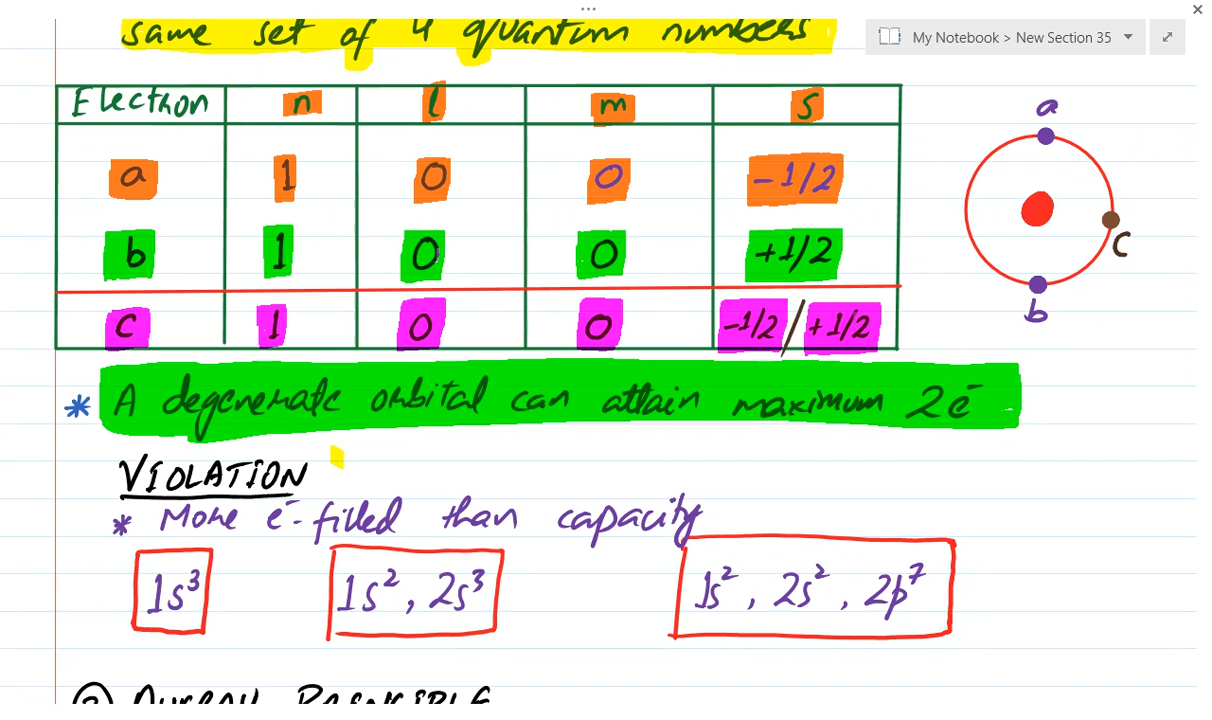 same set of 4 quantum numbers
My Notebook > New Section 35
Electron n l m s
a 1 0 0 -1/2
b 1 0 0 +1/2
c 1 0 0 -1/2 / +1/2
a
c
b
* A degenerate orbital can attain maximum 2e⁻
VIOLATION
* More e⁻ filled than capacity
1s³ 1s², 2s³ 1s², 2s², 2p⁷